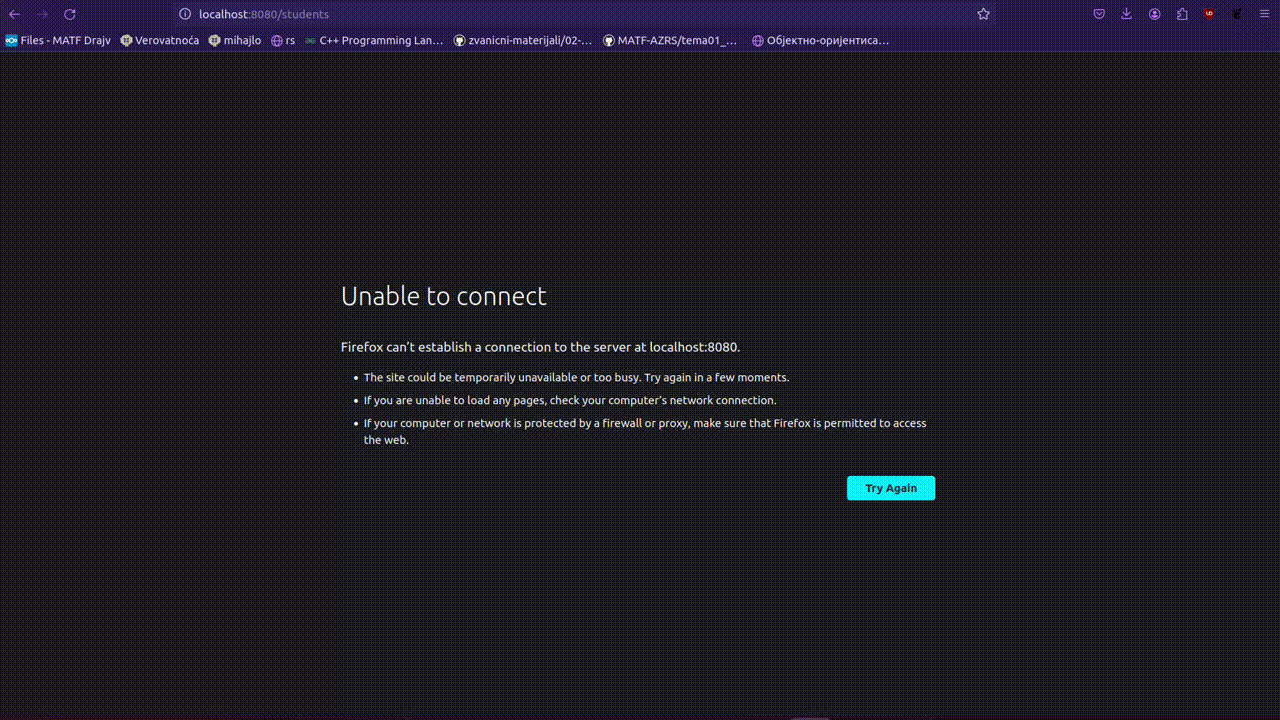 localhost:8080/students
Files - MATF Drajv Verovatnoća mihajlo rs C++ Programming Lan... zvanicni-materijali/02-... MATF-AZRS/tema01_... Објектно-оријентиса...
Unable to connect
Firefox can’t establish a connection to the server at localhost:8080.
• The site could be temporarily unavailable or too busy. Try again in a few moments.
• If you are unable to load any pages, check your computer’s network connection.
• If your computer or network is protected by a firewall or proxy, make sure that Firefox is permitted to access
the web.
Try Again